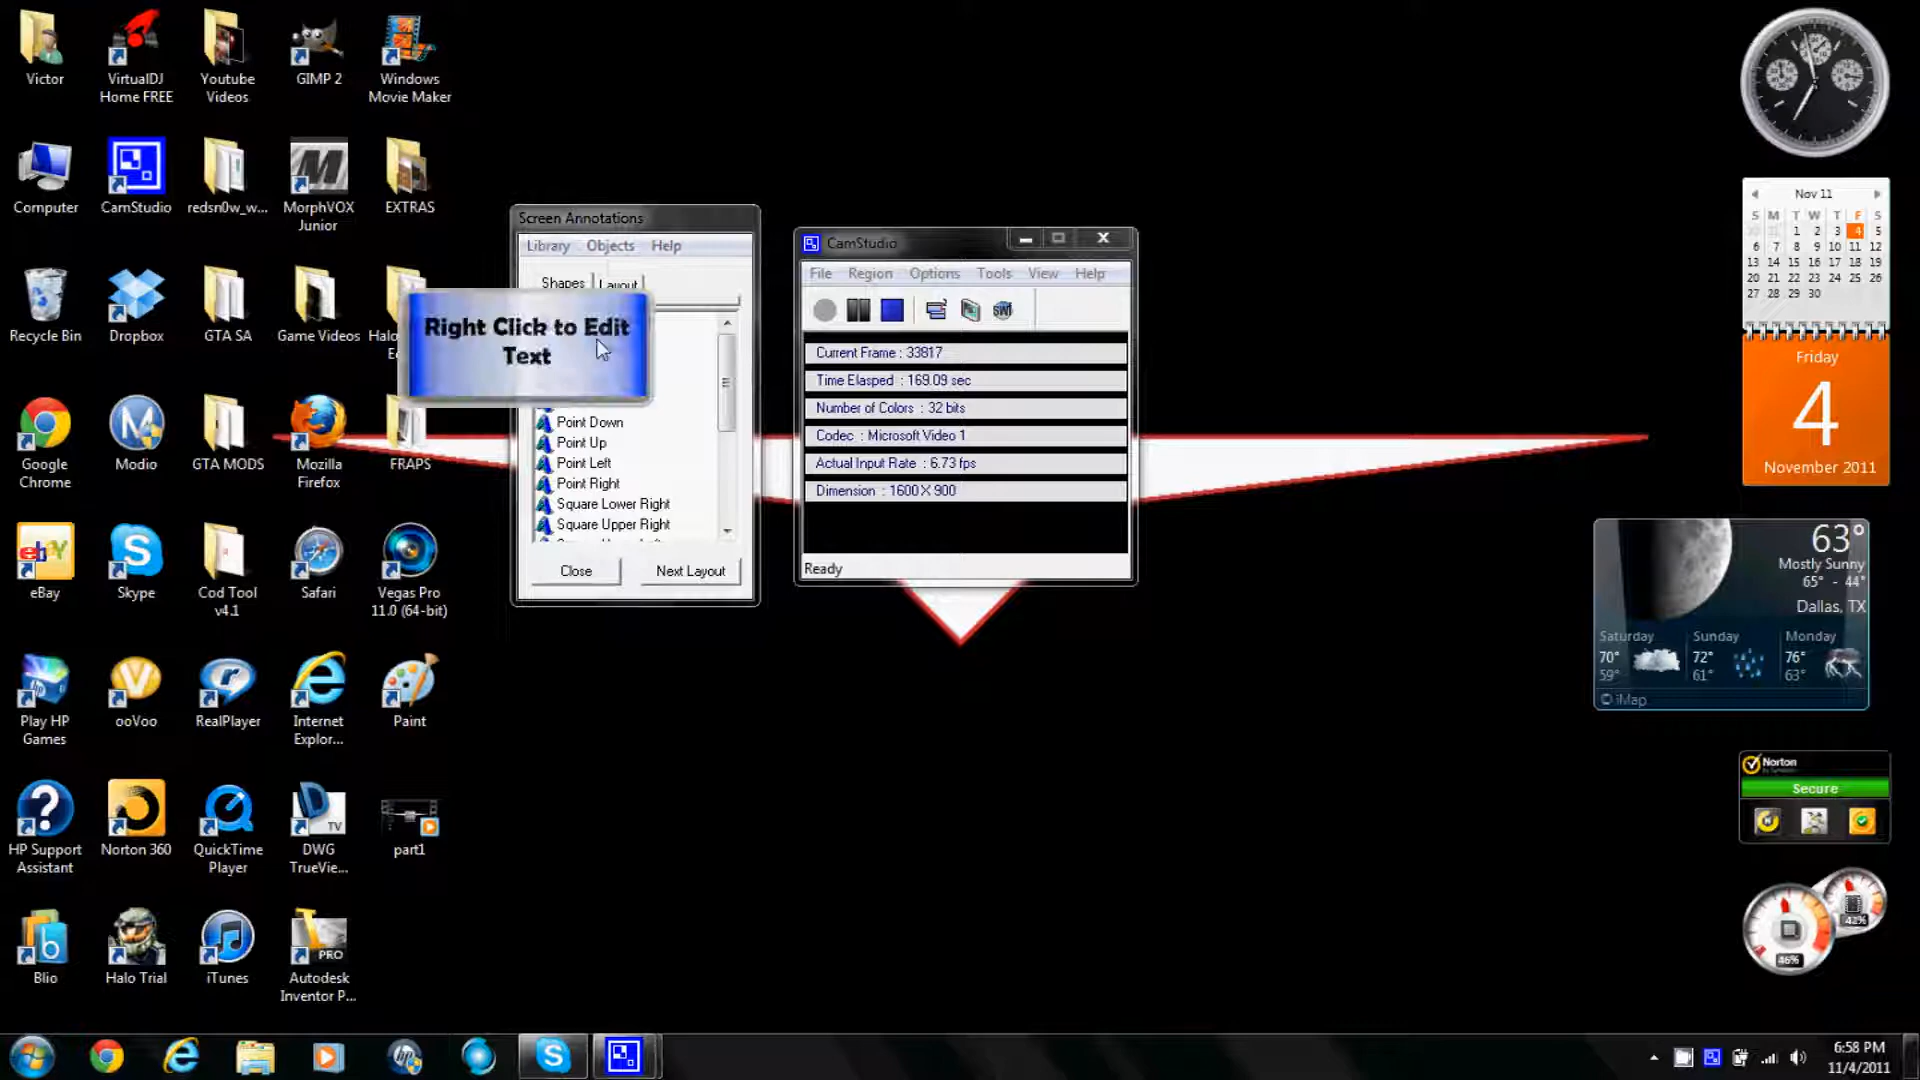 Victor
VirtualDJ
Home FREE
Youtube
Videos
GIMP 2
Windows
Movie Maker
Computer
CamStudio
redsn0w_w...
MorphVOX
Junior
EXTRAS
Recycle Bin
Dropbox
GTA SA
Game Videos
Halo
Google
Chrome
Modio
GTA MODS
Mozilla
Firefox
FRAPS
eBay
Skype
Cod Tool
v4.1
Safari
Vegas Pro
11.0 (64-bit)
Play HP
Games
ooVoo
RealPlayer
Internet
Explor...
Paint
HP Support
Assistant
Norton 360
QuickTime
Player
DWG
TrueVie...
part1
Blio
Halo Trial
iTunes
Autodesk
Inventor P...
Screen Annotations
Library Objects Help
Shapes Layout
Right Click to Edit
Text
Point Down
Point Up
Point Left
Point Right
Square Lower Right
Square Upper Right
Close Next Layout
CamStudio
File Region Options Tools View Help
Current Frame : 33817
Time Elasped : 169.09 sec
Number of Colors : 32 bits
Codec : Microsoft Video 1
Actual Input Rate : 6.73 fps
Dimension : 1600 X 900
Ready
Nov 11
S M T W T F S
30 31 1 2 3 4 5
6 7 8 9 10 11 12
13 14 15 16 17 18 19
20 21 22 23 24 25 26
27 28 29 30
Friday
4
November 2011
63°
Mostly Sunny
65° - 44°
Dallas, TX
Saturday Sunday Monday
70° 72° 76°
59° 61° 63°
© iMap
Norton
Secure
42%
46%
6:58 PM
11/4/2011